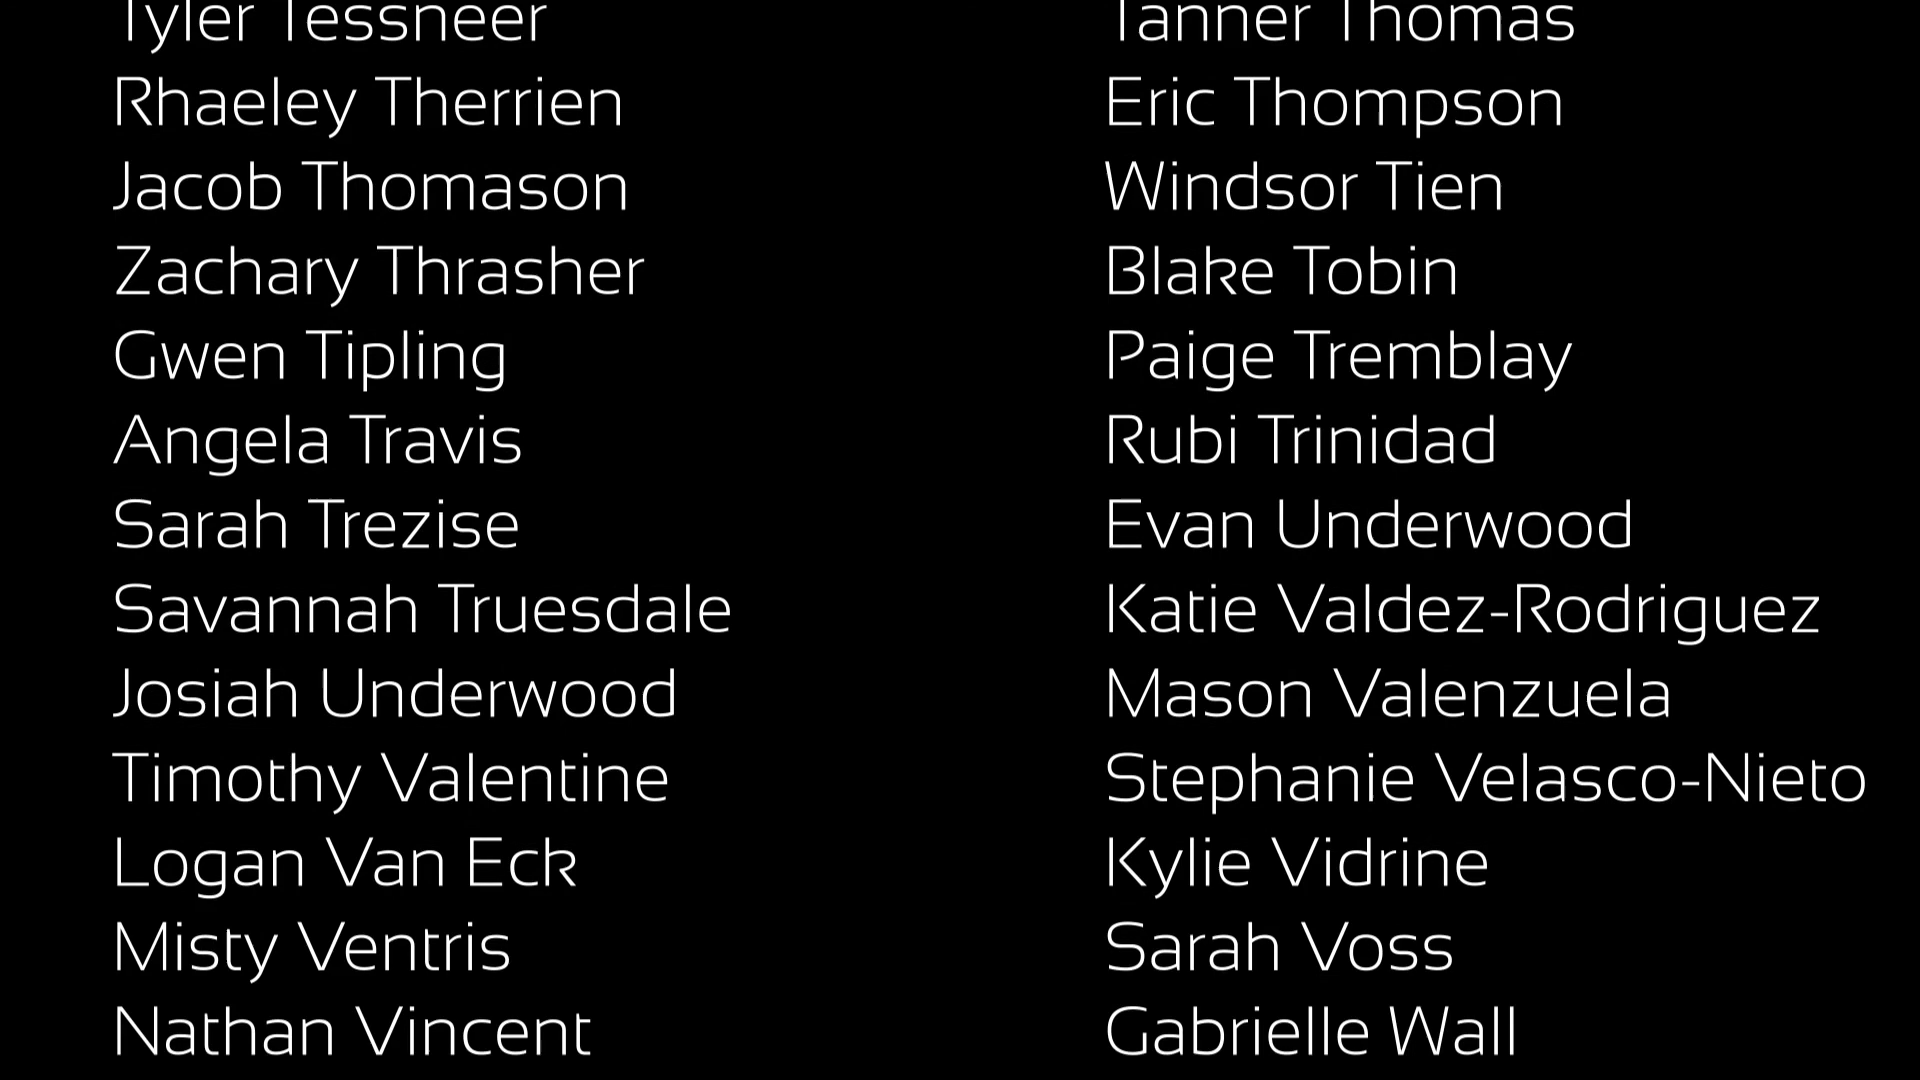 Tyler Tessneer
Rhaeley Therrien
Jacob Thomason
Zachary Thrasher
Gwen Tipling
Angela Travis
Sarah Trezise
Savannah Truesdale
Josiah Underwood
Timothy Valentine
Logan Van Eck
Misty Ventris
Nathan Vincent
Tanner Thomas
Eric Thompson
Windsor Tien
Blake Tobin
Paige Tremblay
Rubi Trinidad
Evan Underwood
Katie Valdez-Rodriguez
Mason Valenzuela
Stephanie Velasco-Nieto
Kylie Vidrine
Sarah Voss
Gabrielle Wall